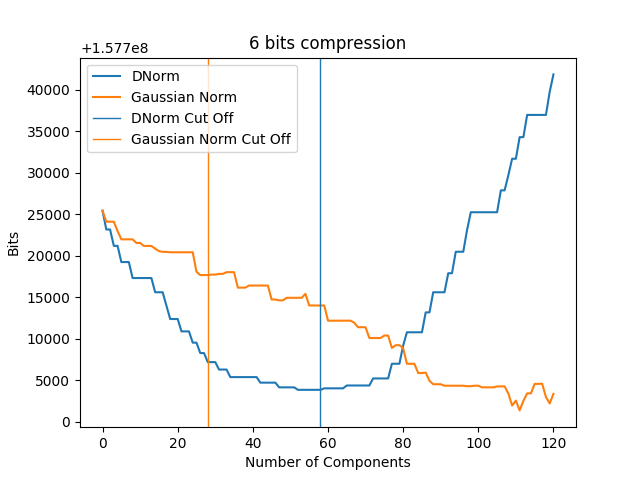 6 bits compression
+1.577e8
DNorm
Gaussian Norm
DNorm Cut Off
Gaussian Norm Cut Off
40000
35000
30000
25000
20000
15000
10000
5000
0
Bits
0 20 40 60 80 100 120
Number of Components